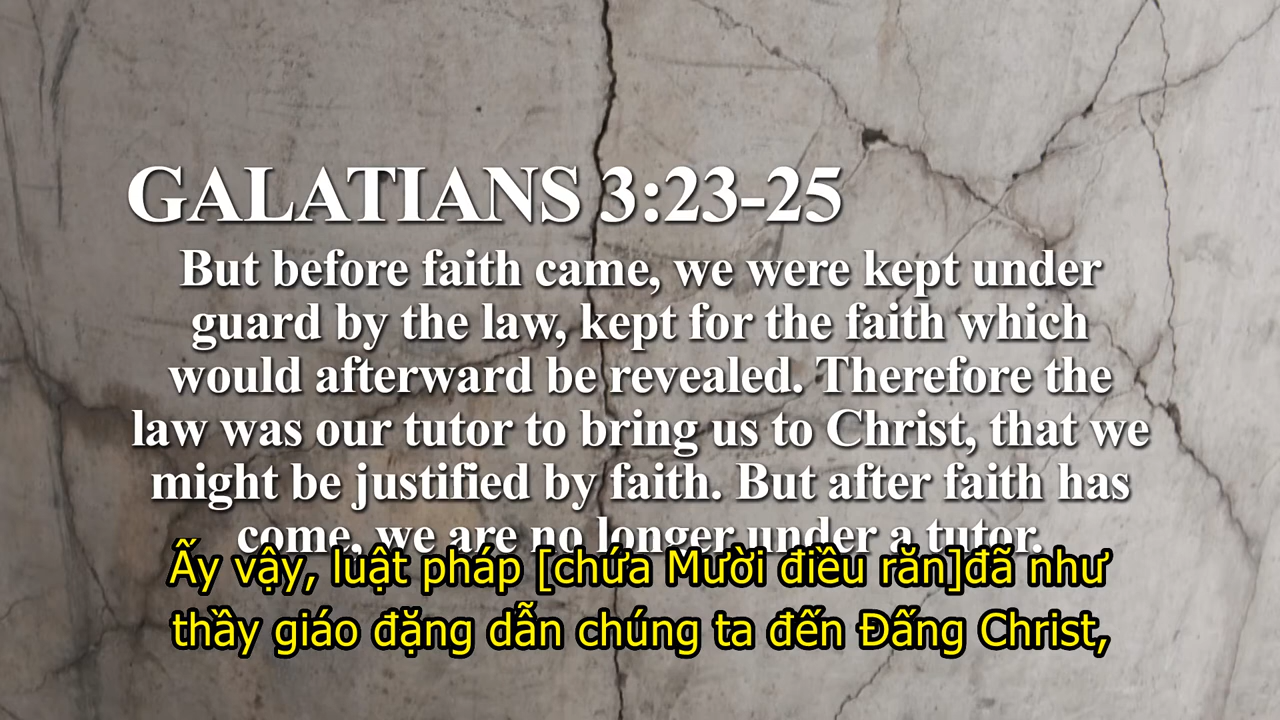 GALATIANS 3:23-25
But before faith came, we were kept under
guard by the law, kept for the faith which
would afterward be revealed. Therefore the
law was our tutor to bring us to Christ, that we
might be justified by faith. But after faith has
come, we are no longer under a tutor.
Ấy vậy, luật pháp [chứa Mười điều răn]đã như
thầy giáo đặng dẫn chúng ta đến Đấng Christ,